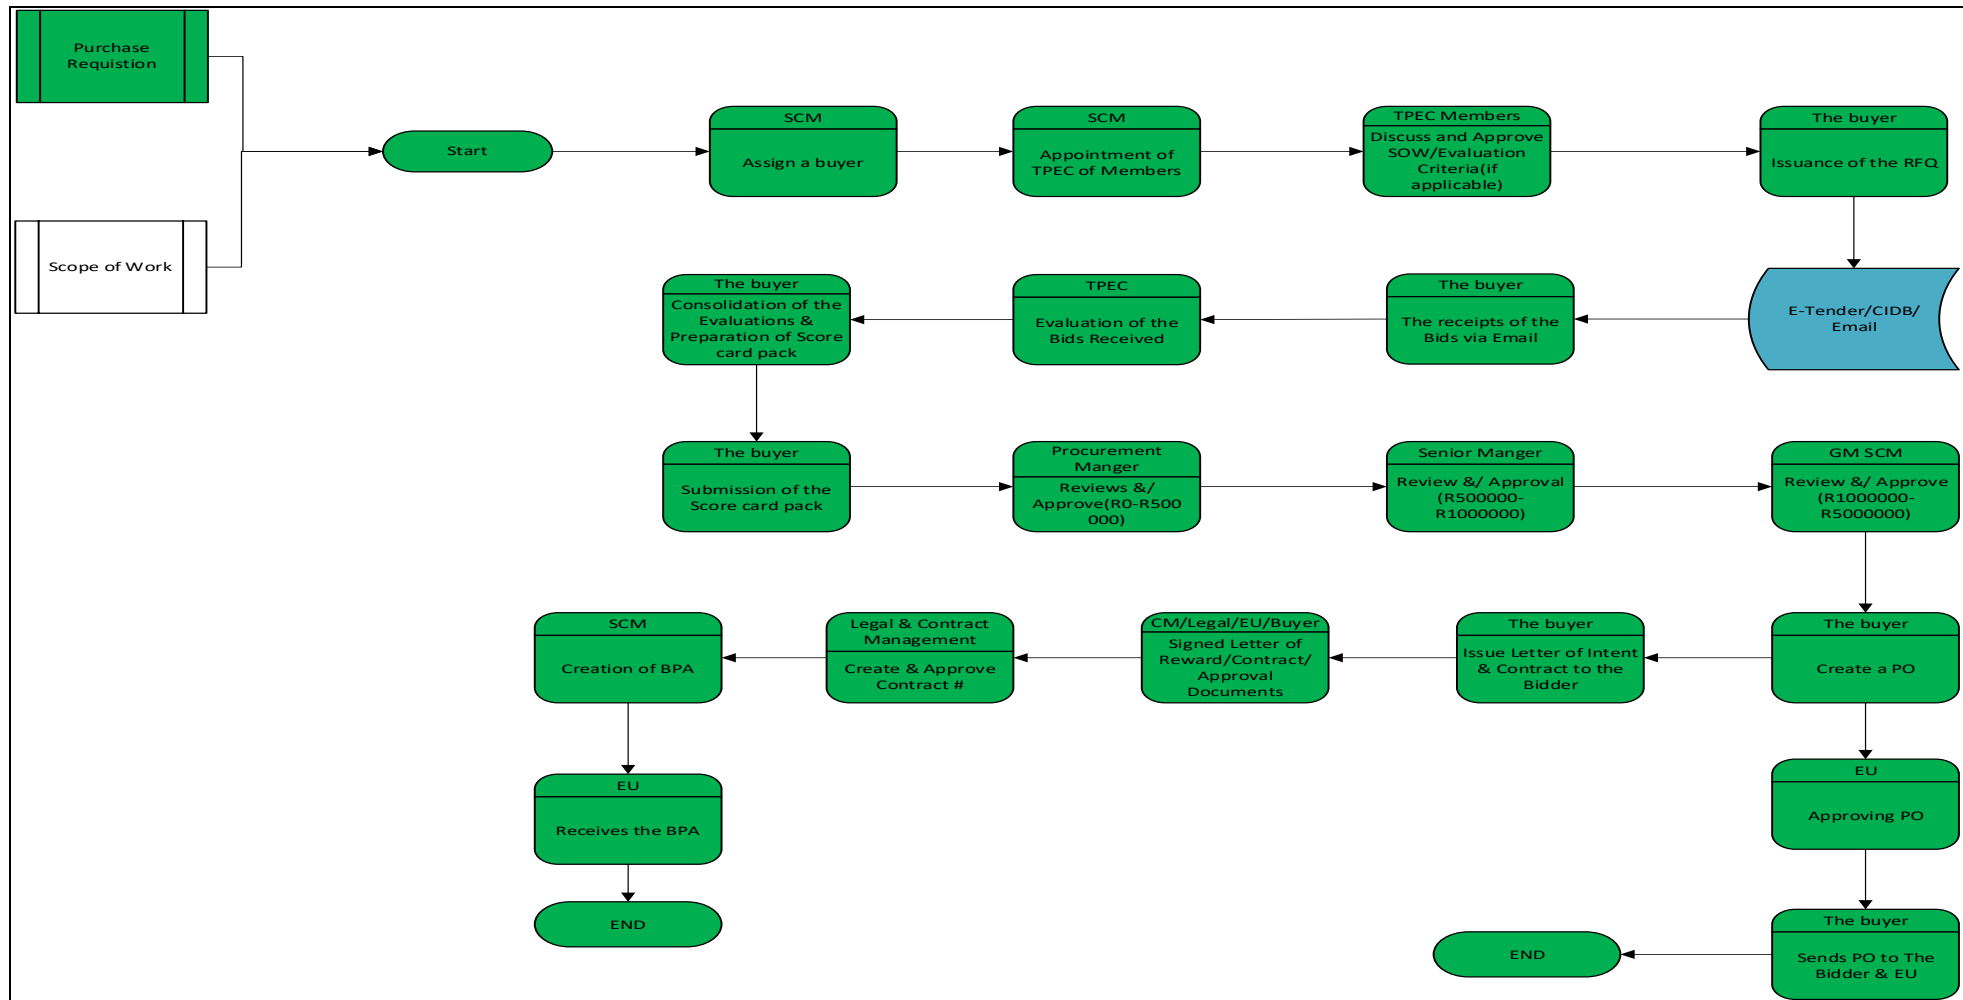 Purchase
Requistion
Scope of Work
Start
SCM
Assign a buyer
SCM
Appointment of
TPEC of Members
TPEC Members
Discuss and Approve
SOW/Evaluation
Criteria(if
applicable)
The buyer
Issuance of the RFQ
E-Tender/CIDB/
Email
The buyer
The receipts of the
Bids via Email
TPEC
Evaluation of the
Bids Received
The buyer
Consolidation of the
Evaluations &
Preparation of Score
card pack
The buyer
Submission of the
Score card pack
Procurement
Manger
Reviews &/
Approve(R0-R500
000)
Senior Manger
Review &/ Approval
(R500000-
R1000000)
GM SCM
Review &/ Approve
(R1000000-
R5000000)
The buyer
Create a PO
The buyer
Issue Letter of Intent
& Contract to the
Bidder
CM/Legal/EU/Buyer
Signed Letter of
Reward/Contract/
Approval
Documents
Legal & Contract
Management
Create & Approve
Contract #
SCM
Creation of BPA
EU
Receives the BPA
END
EU
Approving PO
The buyer
Sends PO to The
Bidder & EU
END